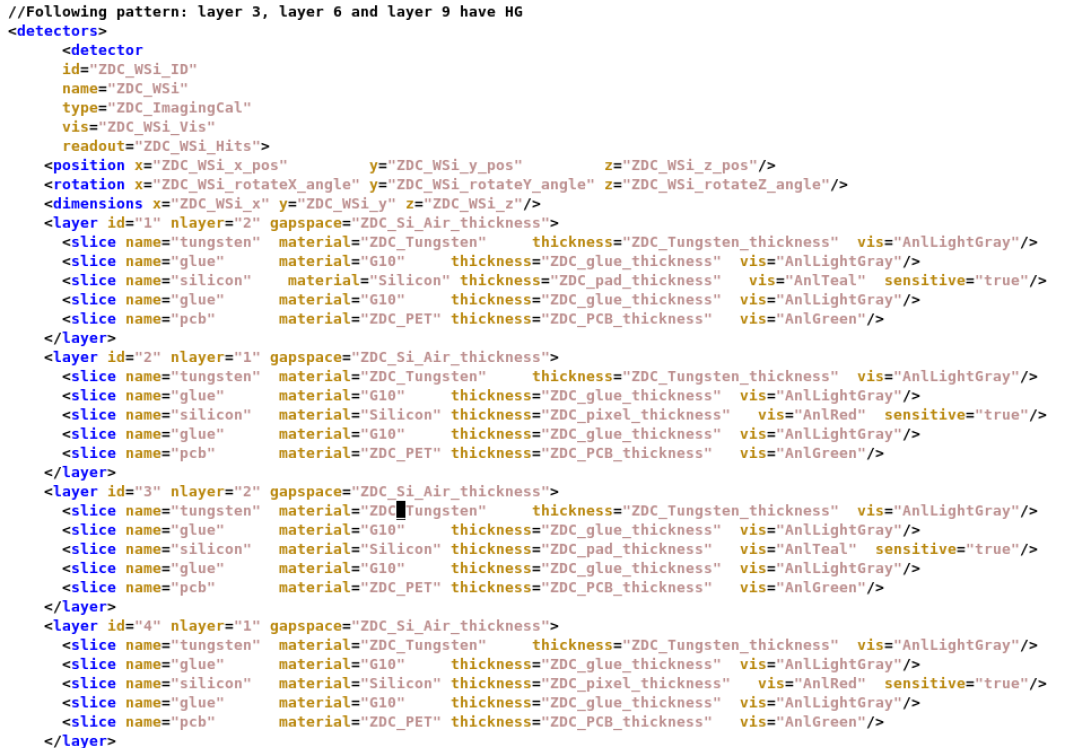 //Following pattern: layer 3, layer 6 and layer 9 have HG
<detectors>
      <detector
      id="ZDC_WSi_ID"
      name="ZDC_WSi"
      type="ZDC_ImagingCal"
      vis="ZDC_WSi_Vis"
      readout="ZDC_WSi_Hits">
    <position x="ZDC_WSi_x_pos"         y="ZDC_WSi_y_pos"         z="ZDC_WSi_z_pos"/>
    <rotation x="ZDC_WSi_rotateX_angle" y="ZDC_WSi_rotateY_angle" z="ZDC_WSi_rotateZ_angle"/>
    <dimensions x="ZDC_WSi_x" y="ZDC_WSi_y" z="ZDC_WSi_z"/>
    <layer id="1" nlayer="2" gapspace="ZDC_Si_Air_thickness">
      <slice name="tungsten"  material="ZDC_Tungsten"     thickness="ZDC_Tungsten_thickness"  vis="AnlLightGray"/>
      <slice name="glue"      material="G10"     thickness="ZDC_glue_thickness"  vis="AnlLightGray"/>
      <slice name="silicon"    material="Silicon" thickness="ZDC_pad_thickness"   vis="AnlTeal"  sensitive="true"/>
      <slice name="glue"      material="G10"     thickness="ZDC_glue_thickness"  vis="AnlLightGray"/>
      <slice name="pcb"       material="ZDC_PET" thickness="ZDC_PCB_thickness"   vis="AnlGreen"/>
    </layer>
    <layer id="2" nlayer="1" gapspace="ZDC_Si_Air_thickness">
      <slice name="tungsten"  material="ZDC_Tungsten"     thickness="ZDC_Tungsten_thickness"  vis="AnlLightGray"/>
      <slice name="glue"      material="G10"     thickness="ZDC_glue_thickness"  vis="AnlLightGray"/>
      <slice name="silicon"   material="Silicon" thickness="ZDC_pixel_thickness"   vis="AnlRed"  sensitive="true"/>
      <slice name="glue"      material="G10"     thickness="ZDC_glue_thickness"  vis="AnlLightGray"/>
      <slice name="pcb"       material="ZDC_PET" thickness="ZDC_PCB_thickness"   vis="AnlGreen"/>
    </layer>
    <layer id="3" nlayer="2" gapspace="ZDC_Si_Air_thickness">
      <slice name="tungsten"  material="ZDC_Tungsten"     thickness="ZDC_Tungsten_thickness"  vis="AnlLightGray"/>
      <slice name="glue"      material="G10"     thickness="ZDC_glue_thickness"  vis="AnlLightGray"/>
      <slice name="silicon"   material="Silicon" thickness="ZDC_pad_thickness"   vis="AnlTeal"  sensitive="true"/>
      <slice name="glue"      material="G10"     thickness="ZDC_glue_thickness"  vis="AnlLightGray"/>
      <slice name="pcb"       material="ZDC_PET" thickness="ZDC_PCB_thickness"   vis="AnlGreen"/>
    </layer>
    <layer id="4" nlayer="1" gapspace="ZDC_Si_Air_thickness">
      <slice name="tungsten"  material="ZDC_Tungsten"     thickness="ZDC_Tungsten_thickness"  vis="AnlLightGray"/>
      <slice name="glue"      material="G10"     thickness="ZDC_glue_thickness"  vis="AnlLightGray"/>
      <slice name="silicon"   material="Silicon" thickness="ZDC_pixel_thickness"   vis="AnlRed"  sensitive="true"/>
      <slice name="glue"      material="G10"     thickness="ZDC_glue_thickness"  vis="AnlLightGray"/>
      <slice name="pcb"       material="ZDC_PET" thickness="ZDC_PCB_thickness"   vis="AnlGreen"/>
    </layer>